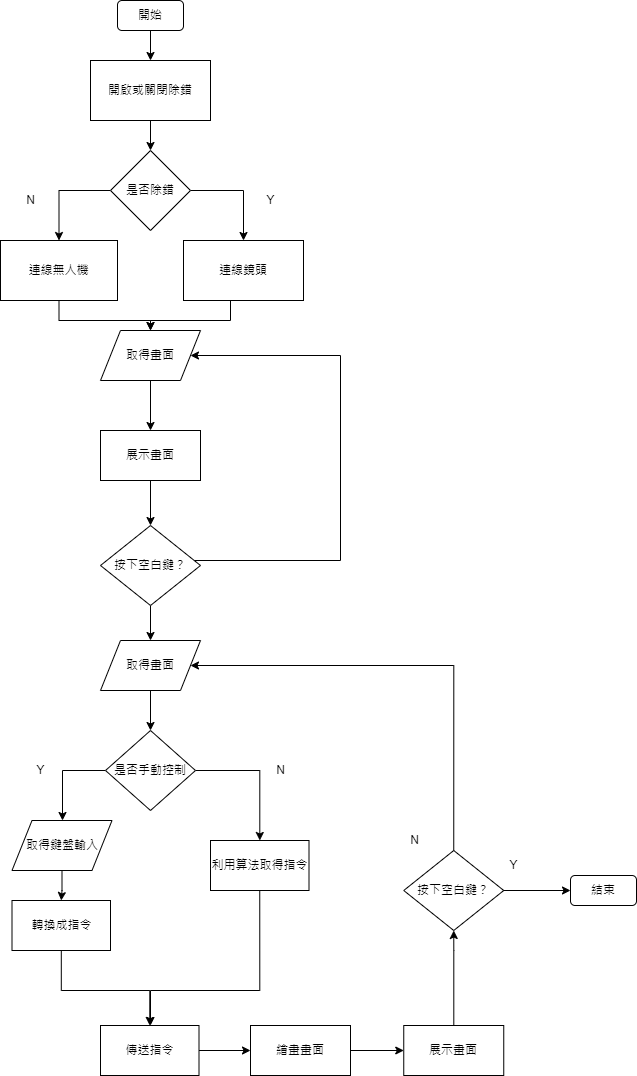 開始
開啟或關閉除錯
是否除錯
N
Y
連線無人機
連線鏡頭
取得畫面
展示畫面
按下空白鍵？
取得畫面
是否手動控制
Y
N
取得鍵盤輸入
利用算法取得指令
轉換成指令
N
Y
按下空白鍵？
結束
傳送指令
繪畫畫面
展示畫面